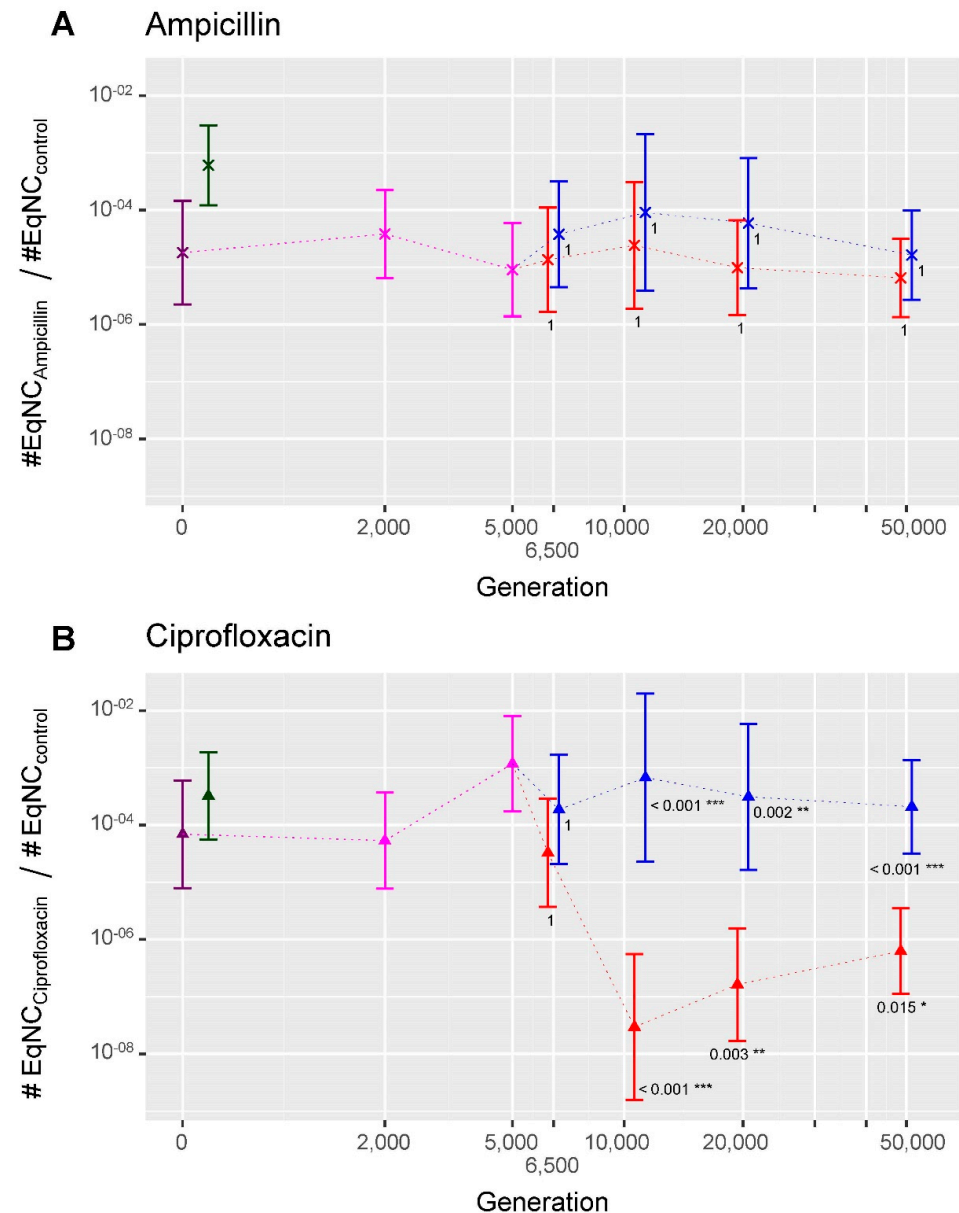 A Ampicillin
#EqNCAmpicillin / #EqNCcontrol
10-02
10-04
10-06
10-08
1
1
1
1
1
1
1
1
0 2,000 5,000 10,000 20,000 50,000
6,500
Generation
B Ciprofloxacin
# EqNCCiprofloxacin / # EqNCcontrol
10-02
10-04
10-06
10-08
< 0.001 ***
0.002 **
1
< 0.001 ***
1
0.015 *
0.003 **
< 0.001 ***
0 2,000 5,000 10,000 20,000 50,000
6,500
Generation